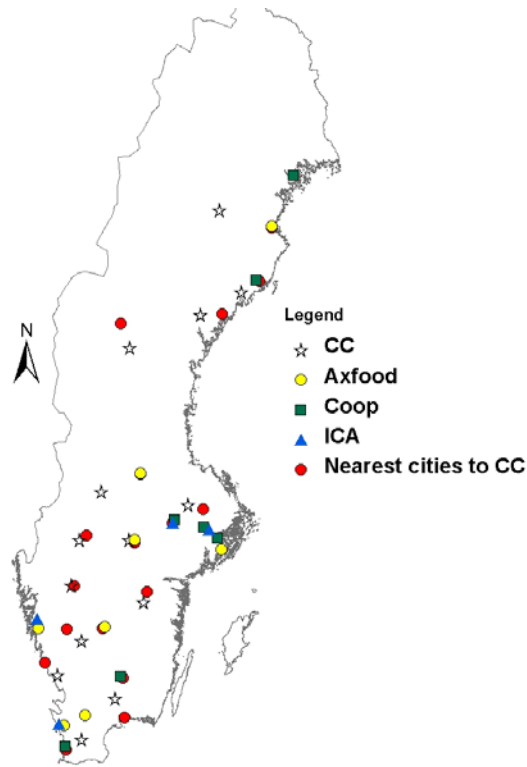 N
Legend
CC
Axfood
Coop
ICA
Nearest cities to CC